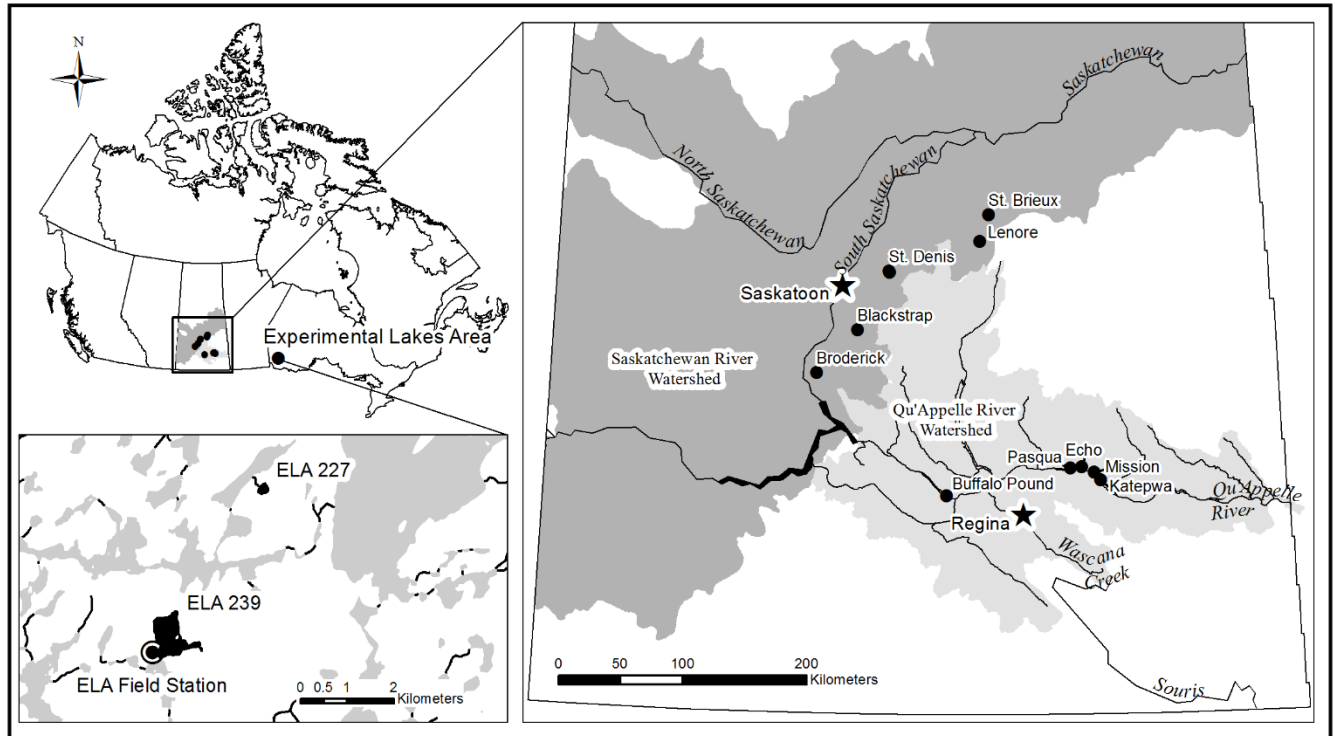 N
Experimental Lakes Area
ELA 227
ELA 239
ELA Field Station
0 0.5 1 2
Kilometers
Saskatchewan
North Saskatchewan
South Saskatchewan
St. Brieux
Lenore
St. Denis
Saskatoon
Blackstrap
Saskatchewan River
Watershed
Broderick
Qu'Appelle River
Watershed
Pasqua
Echo
Mission
Katepwa
Buffalo Pound
Qu'Appelle
River
Regina
Wascana
Creek
0 50 100 200
Kilometers
Souris